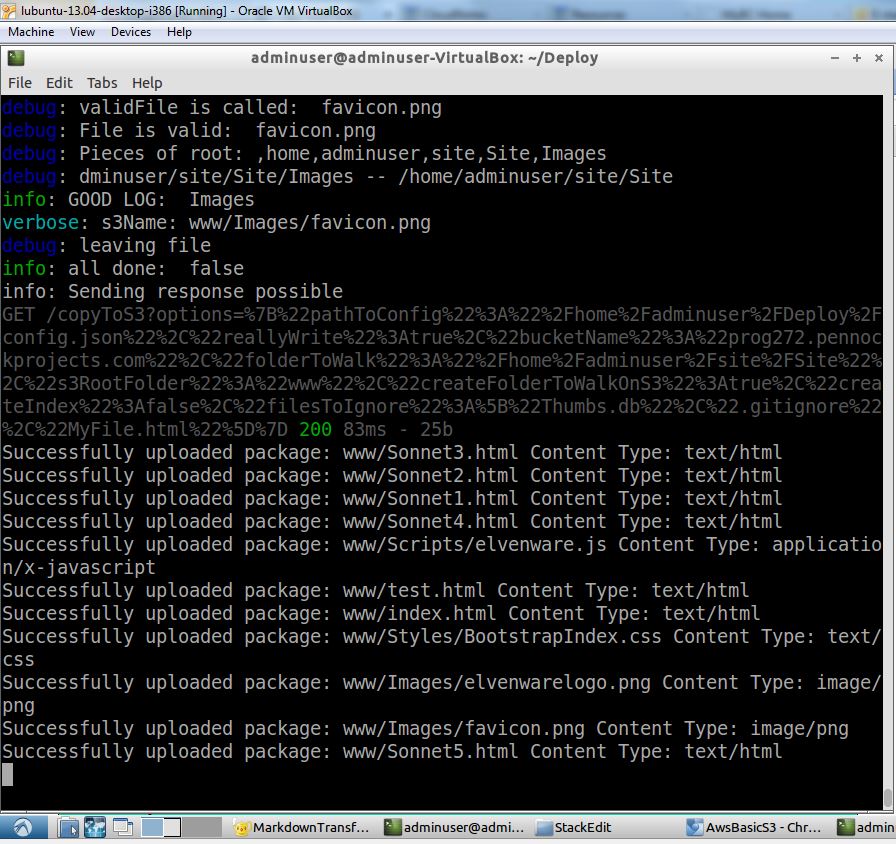 lubuntu-13.04-desktop-i386 [Running] - Oracle VM VirtualBox
Machine View Devices Help
adminuser@adminuser-VirtualBox: ~/Deploy
File Edit Tabs Help
debug: validFile is called:  favicon.png
debug: File is valid:  favicon.png
debug: Pieces of root: ,home,adminuser,site,Site,Images
debug: dminuser/site/Site/Images -- /home/adminuser/site/Site
info: GOOD LOG:  Images
verbose: s3Name: www/Images/favicon.png
debug: leaving file
info: all done:  false
info: Sending response possible
GET /copyToS3?options=%7B%22pathToConfig%22%3A%22%2Fhome%2Fadminuser%2FDeploy%2F
config.json%22%2C%22reallyWrite%22%3Atrue%2C%22bucketName%22%3A%22prog272.pennoc
kprojects.com%22%2C%22folderToWalk%22%3A%22%2Fhome%2Fadminuser%2Fsite%2FSite%22%
2C%22s3RootFolder%22%3A%22www%22%2C%22createFolderToWalkOnS3%22%3Atrue%2C%22crea
teIndex%22%3Afalse%2C%22filesToIgnore%22%3A%5B%22Thumbs.db%22%2C%22.gitignore%22
%2C%22MyFile.html%22%5D%7D 200 83ms - 25b
Successfully uploaded package: www/Sonnet3.html Content Type: text/html
Successfully uploaded package: www/Sonnet2.html Content Type: text/html
Successfully uploaded package: www/Sonnet1.html Content Type: text/html
Successfully uploaded package: www/Sonnet4.html Content Type: text/html
Successfully uploaded package: www/Scripts/elvenware.js Content Type: applicatio
n/x-javascript
Successfully uploaded package: www/test.html Content Type: text/html
Successfully uploaded package: www/index.html Content Type: text/html
Successfully uploaded package: www/Styles/BootstrapIndex.css Content Type: text/
css
Successfully uploaded package: www/Images/elvenwarelogo.png Content Type: image/
png
Successfully uploaded package: www/Images/favicon.png Content Type: image/png
Successfully uploaded package: www/Sonnet5.html Content Type: text/html
MarkdownTransf... adminuser@admi... StackEdit AwsBasicS3 - Chr... admin